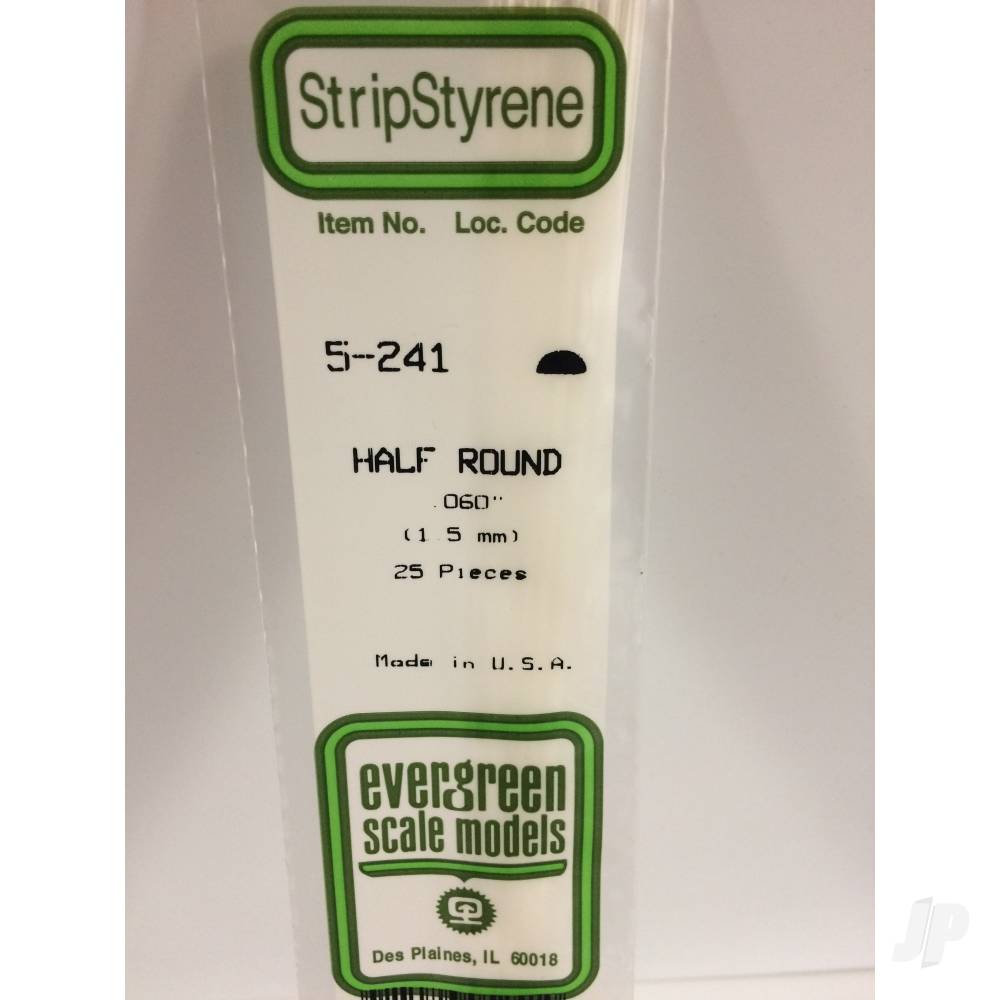 StripStyrene
Item No. Loc. Code
5-241
HALF ROUND
.060"
(1.5 mm)
25 Pieces
Made in U.S.A.
evergreen
scale models
Des Plaines, IL 60018
JP